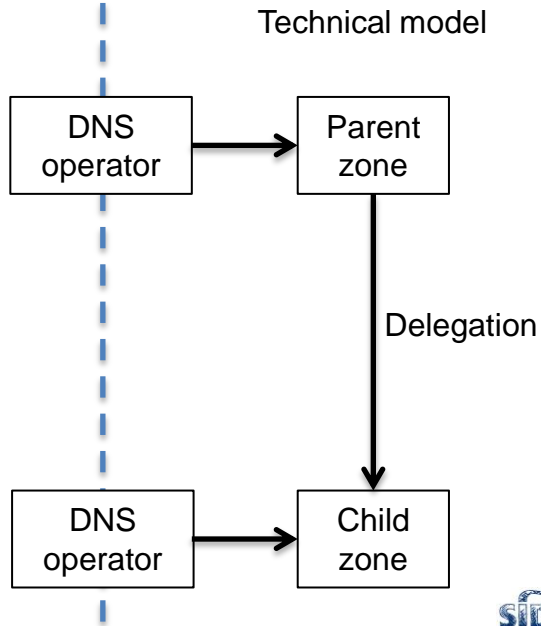 Technical model
DNS
operator
Parent
zone
Delegation
DNS
operator
Child
zone